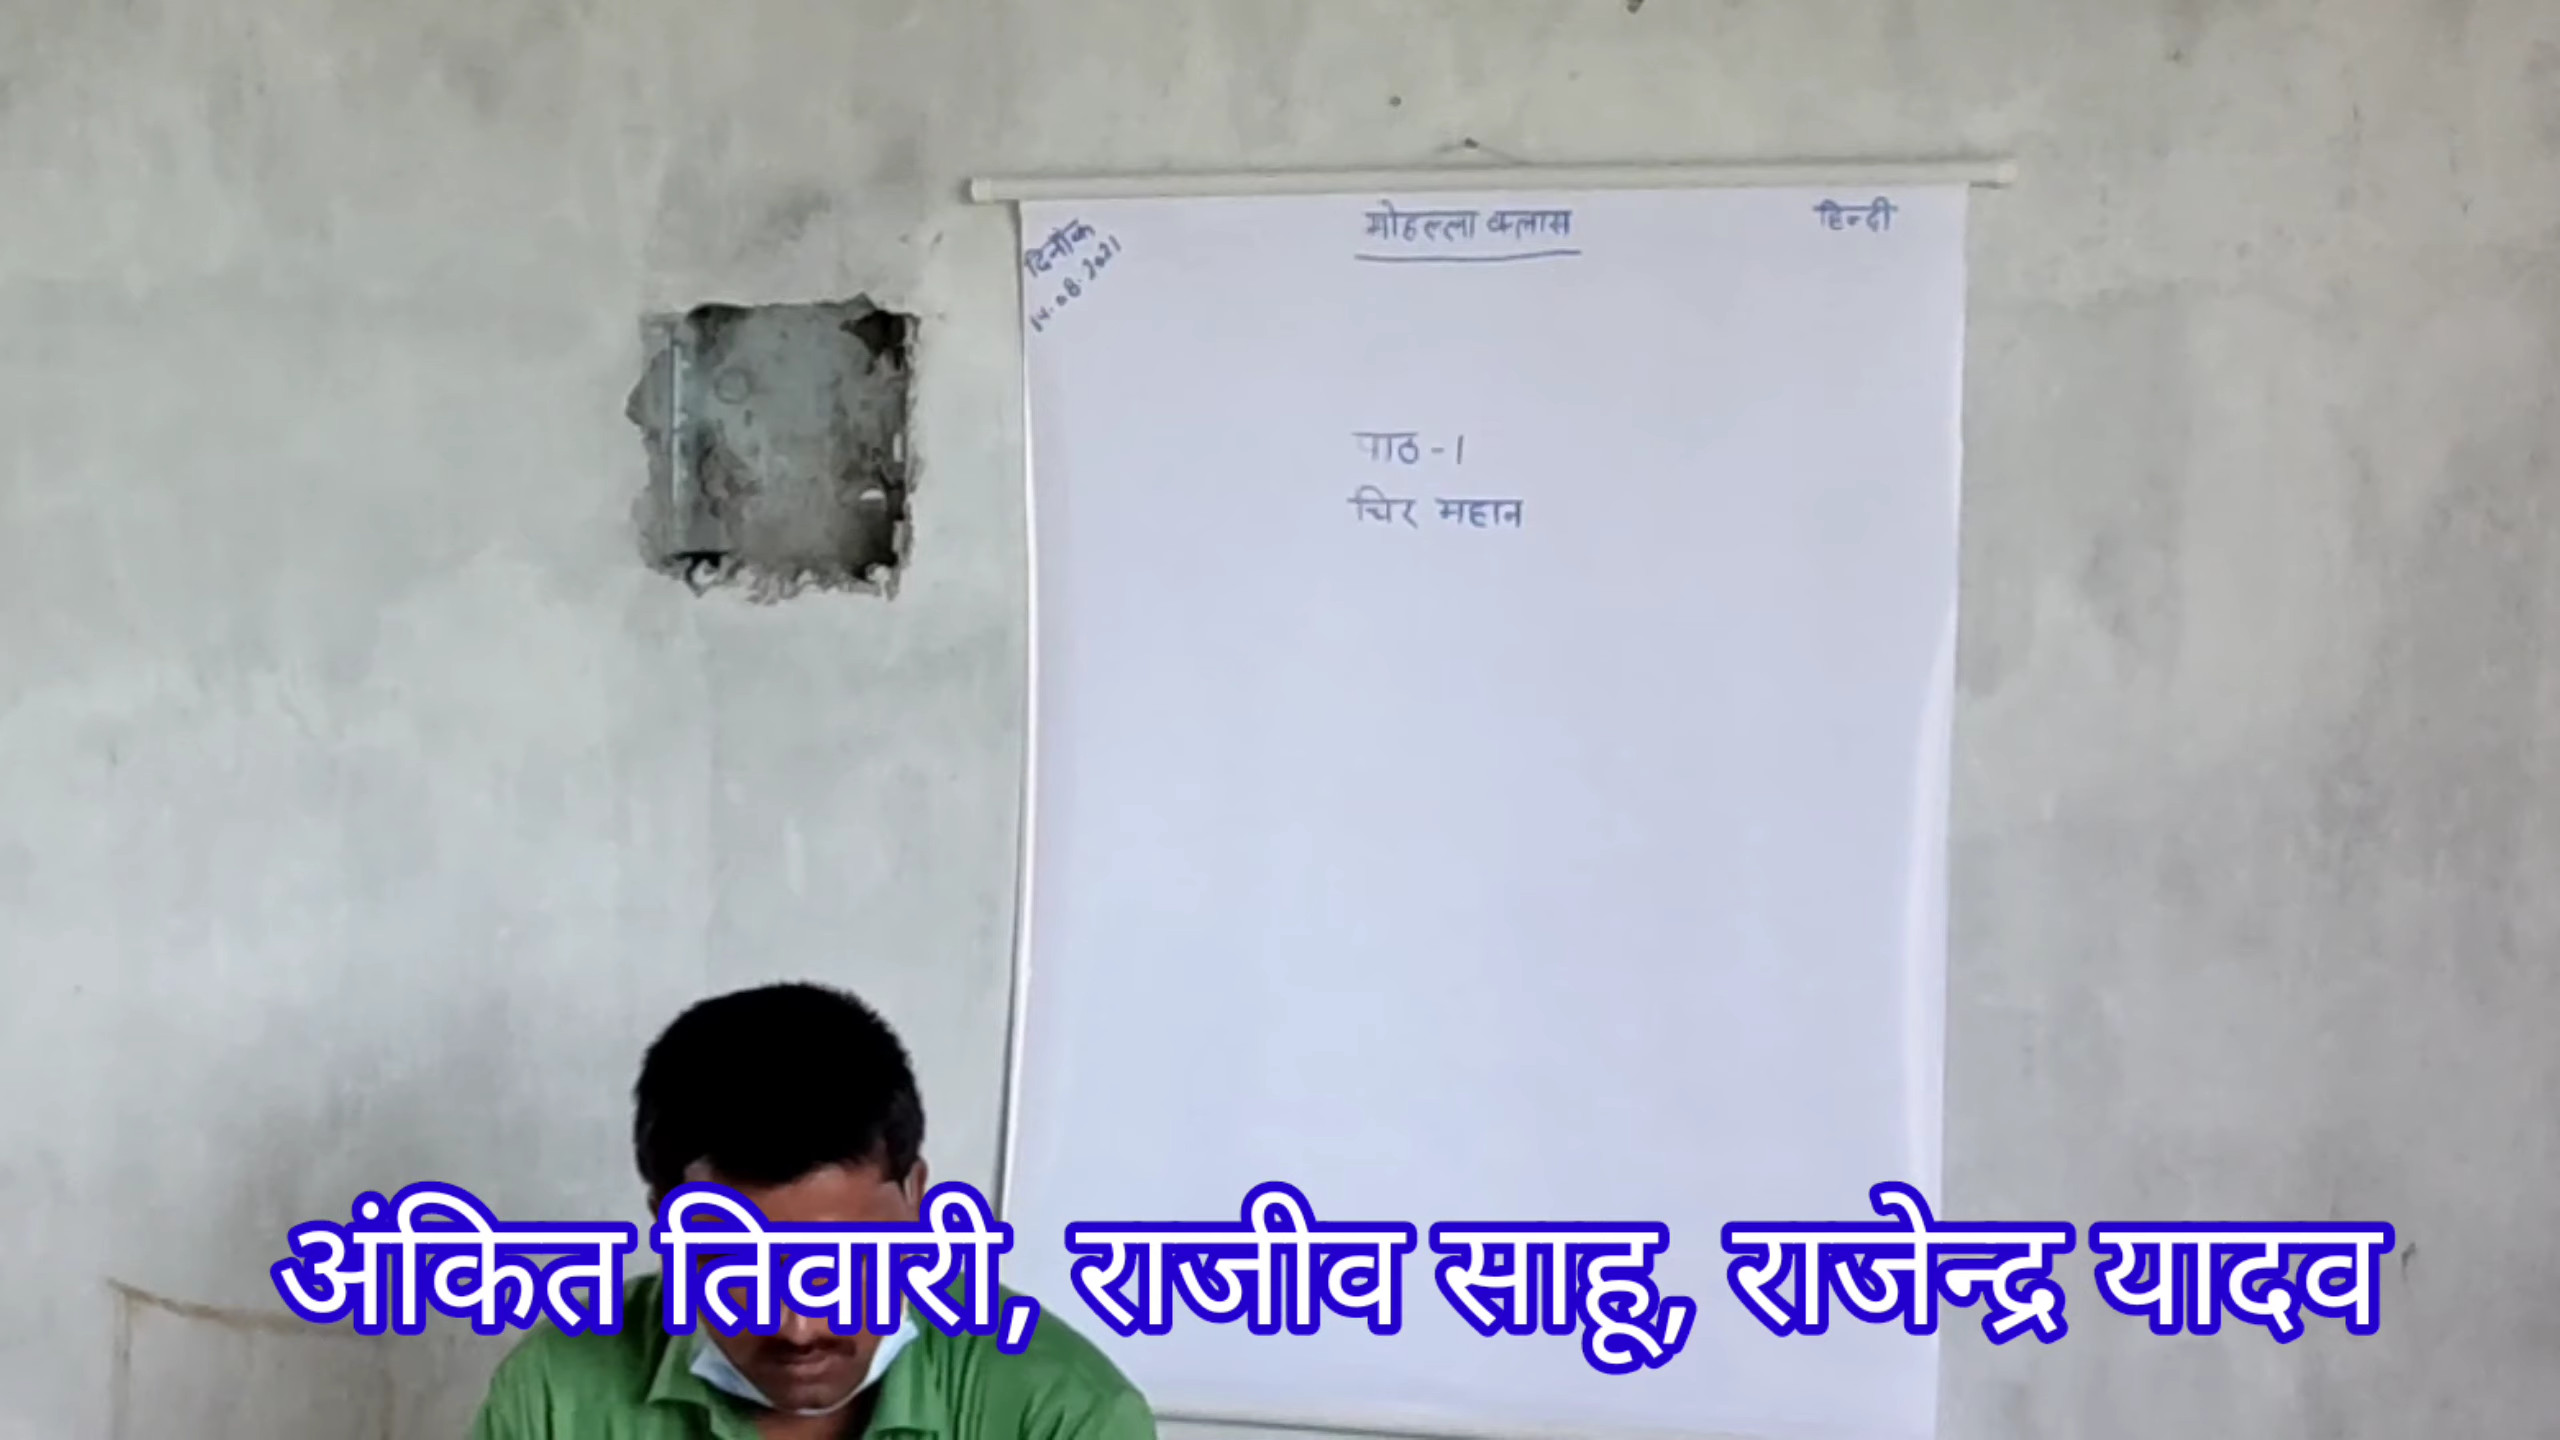 दिनाँक
14.08.2021
मोहल्ला क्लास
हिन्दी
पाठ-1
चिर महान
अंकित तिवारी, राजीव साहू, राजेन्द्र यादव